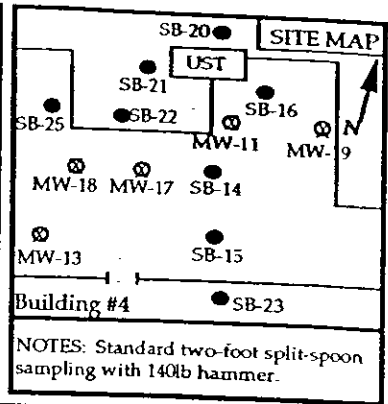 SB-20
SITE MAP
UST
SB-21
SB-16
SB-25
SB-22
MW-11
MW-19
N
MW-18
MW-17
SB-14
MW-13
SB-15
Building #4
SB-23
NOTES: Standard two-foot split-spoon
sampling with 140lb hammer.